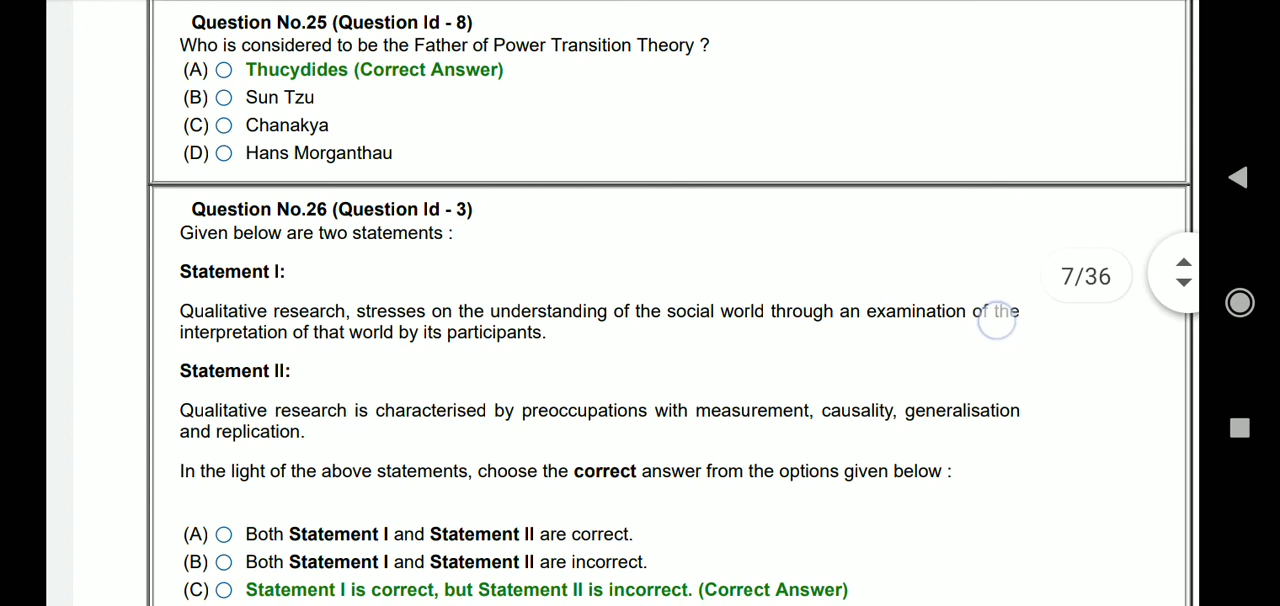 Question No.25 (Question Id - 8)
Who is considered to be the Father of Power Transition Theory ?
(A) Thucydides (Correct Answer)
(B) Sun Tzu
(C) Chanakya
(D) Hans Morganthau
Question No.26 (Question Id - 3)
Given below are two statements :
Statement I:
Qualitative research, stresses on the understanding of the social world through an examination of the
interpretation of that world by its participants.
7/36
Statement II:
Qualitative research is characterised by preoccupations with measurement, causality, generalisation
and replication.
In the light of the above statements, choose the correct answer from the options given below :
(A) Both Statement I and Statement II are correct.
(B) Both Statement I and Statement II are incorrect.
(C) Statement I is correct, but Statement II is incorrect. (Correct Answer)